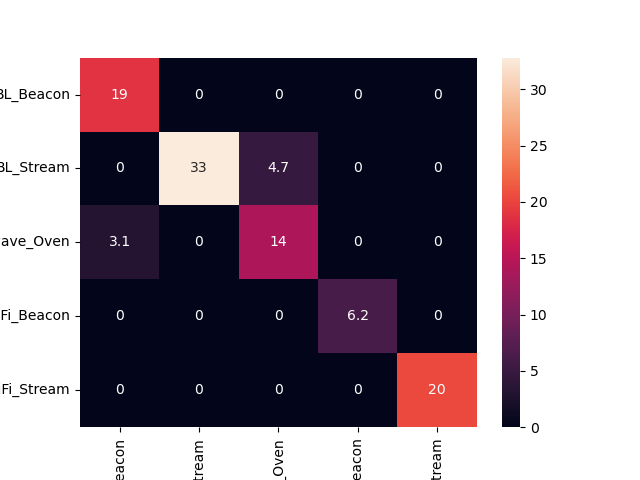 BL_Beacon 19 0 0 0 0
BL_Stream 0 33 4.7 0 0
ave_Oven 3.1 0 14 0 0
Fi_Beacon 0 0 0 6.2 0
Fi_Stream 0 0 0 0 20
eacon tream _Oven eacon tream
30
25
20
15
10
5
0